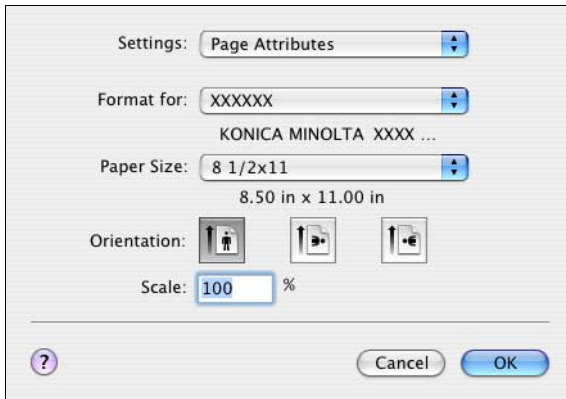 Settings: Page Attributes
Format for: XXXXXX
KONICA MINOLTA XXXX ...
Paper Size: 8 1/2x11
8.50 in x 11.00 in
Orientation:
Scale: 100 %
? Cancel OK